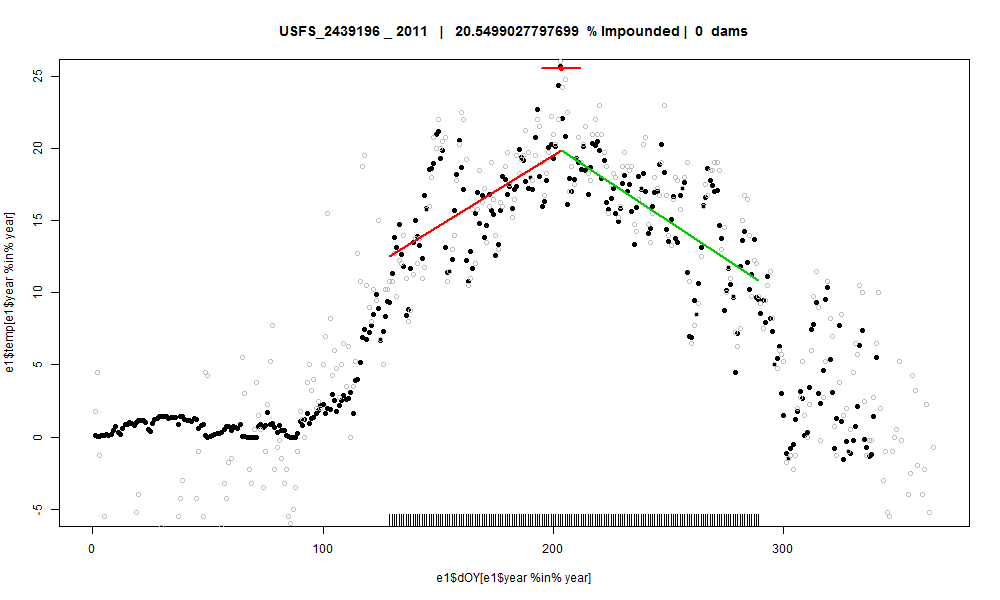 USFS_2439196 _ 2011 | 20.5499027797699 % Impounded | 0 dams
e1$temp[e1$year %in% year]
25
20
15
10
5
0
-5
0 100 200 300
e1$dOY[e1$year %in% year]